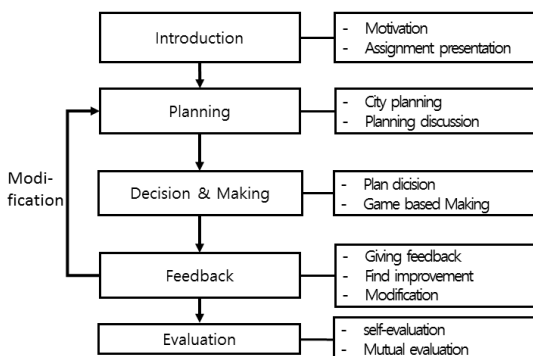 Introduction
- Motivation
- Assignment presentation
Planning
- City planning
- Planning discussion
Modi-
fication
Decision & Making
- Plan dicision
- Game based Making
Feedback
- Giving feedback
- Find improvement
- Modification
Evaluation
- self-evaluation
- Mutual evaluation